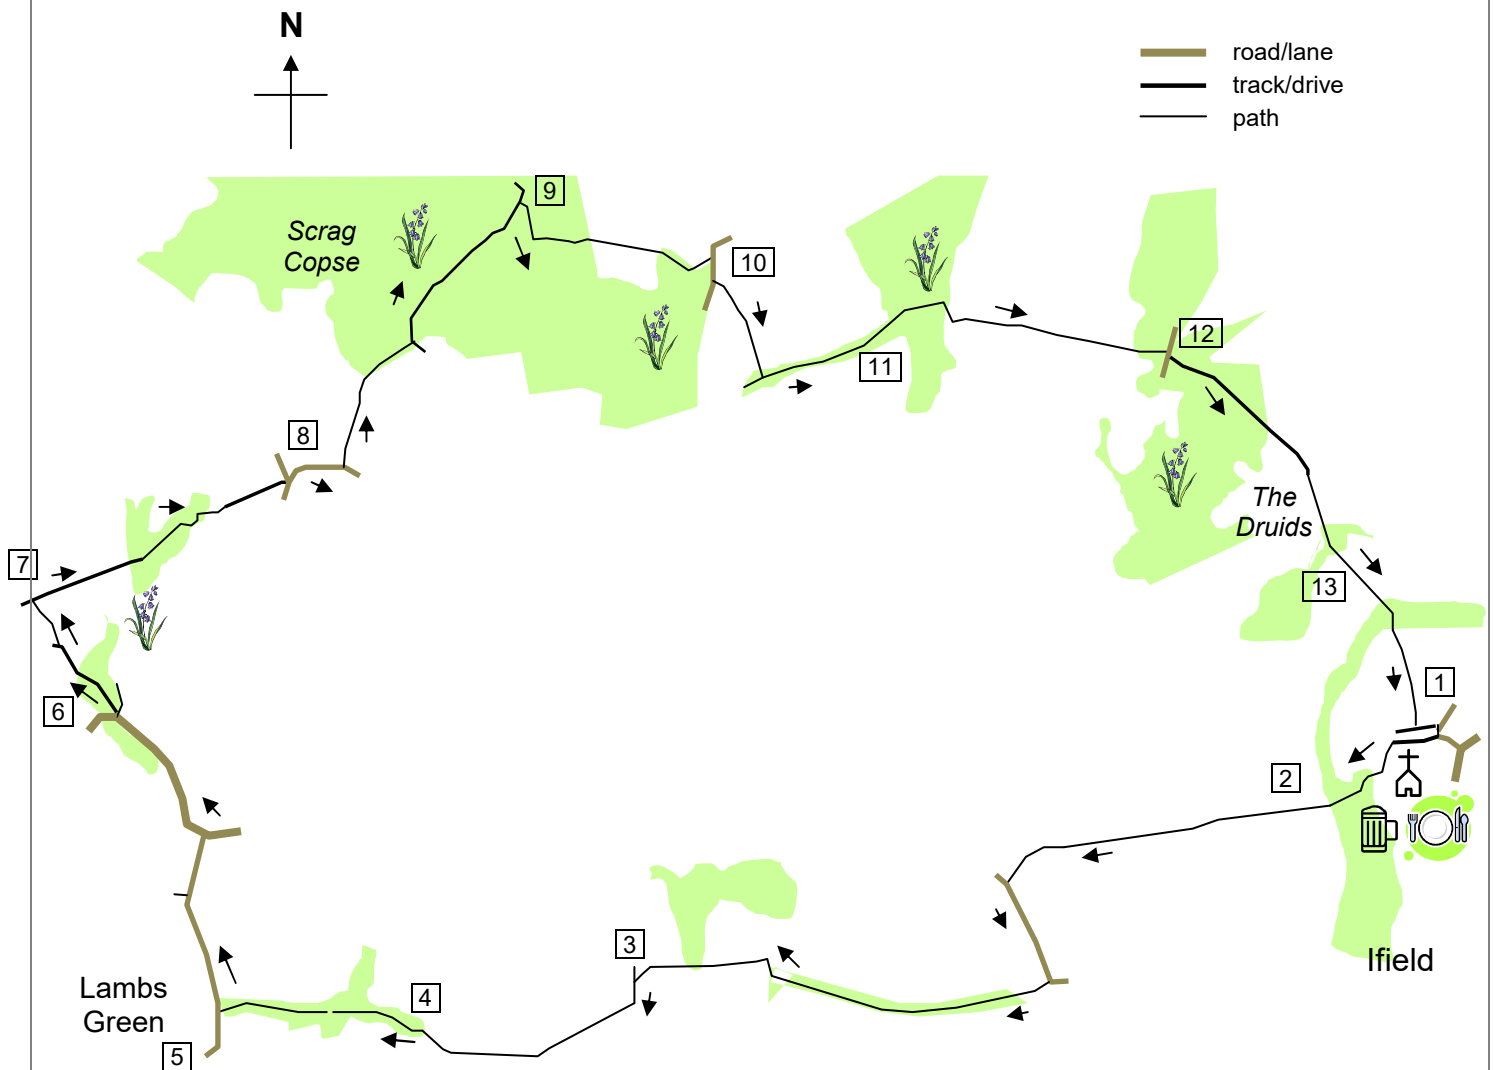 N
road/lane
track/drive
path
9
Scrag
Copse
10
12
11
8
The
Druids
7
13
1
6
2
3
Ifield
Lambs
Green
4
5